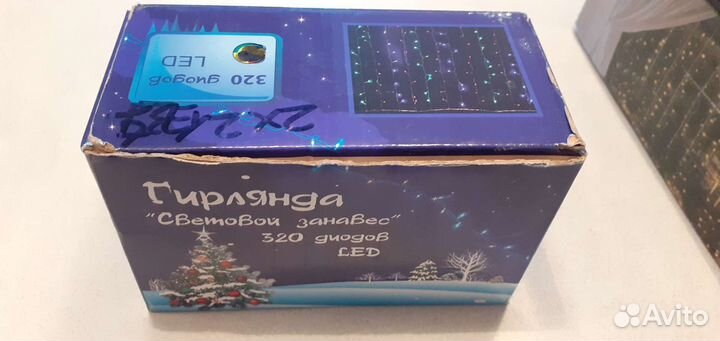 320 диодов
LED
Гирлянда
"Световой занавес"
320 диодов
LED
Avito